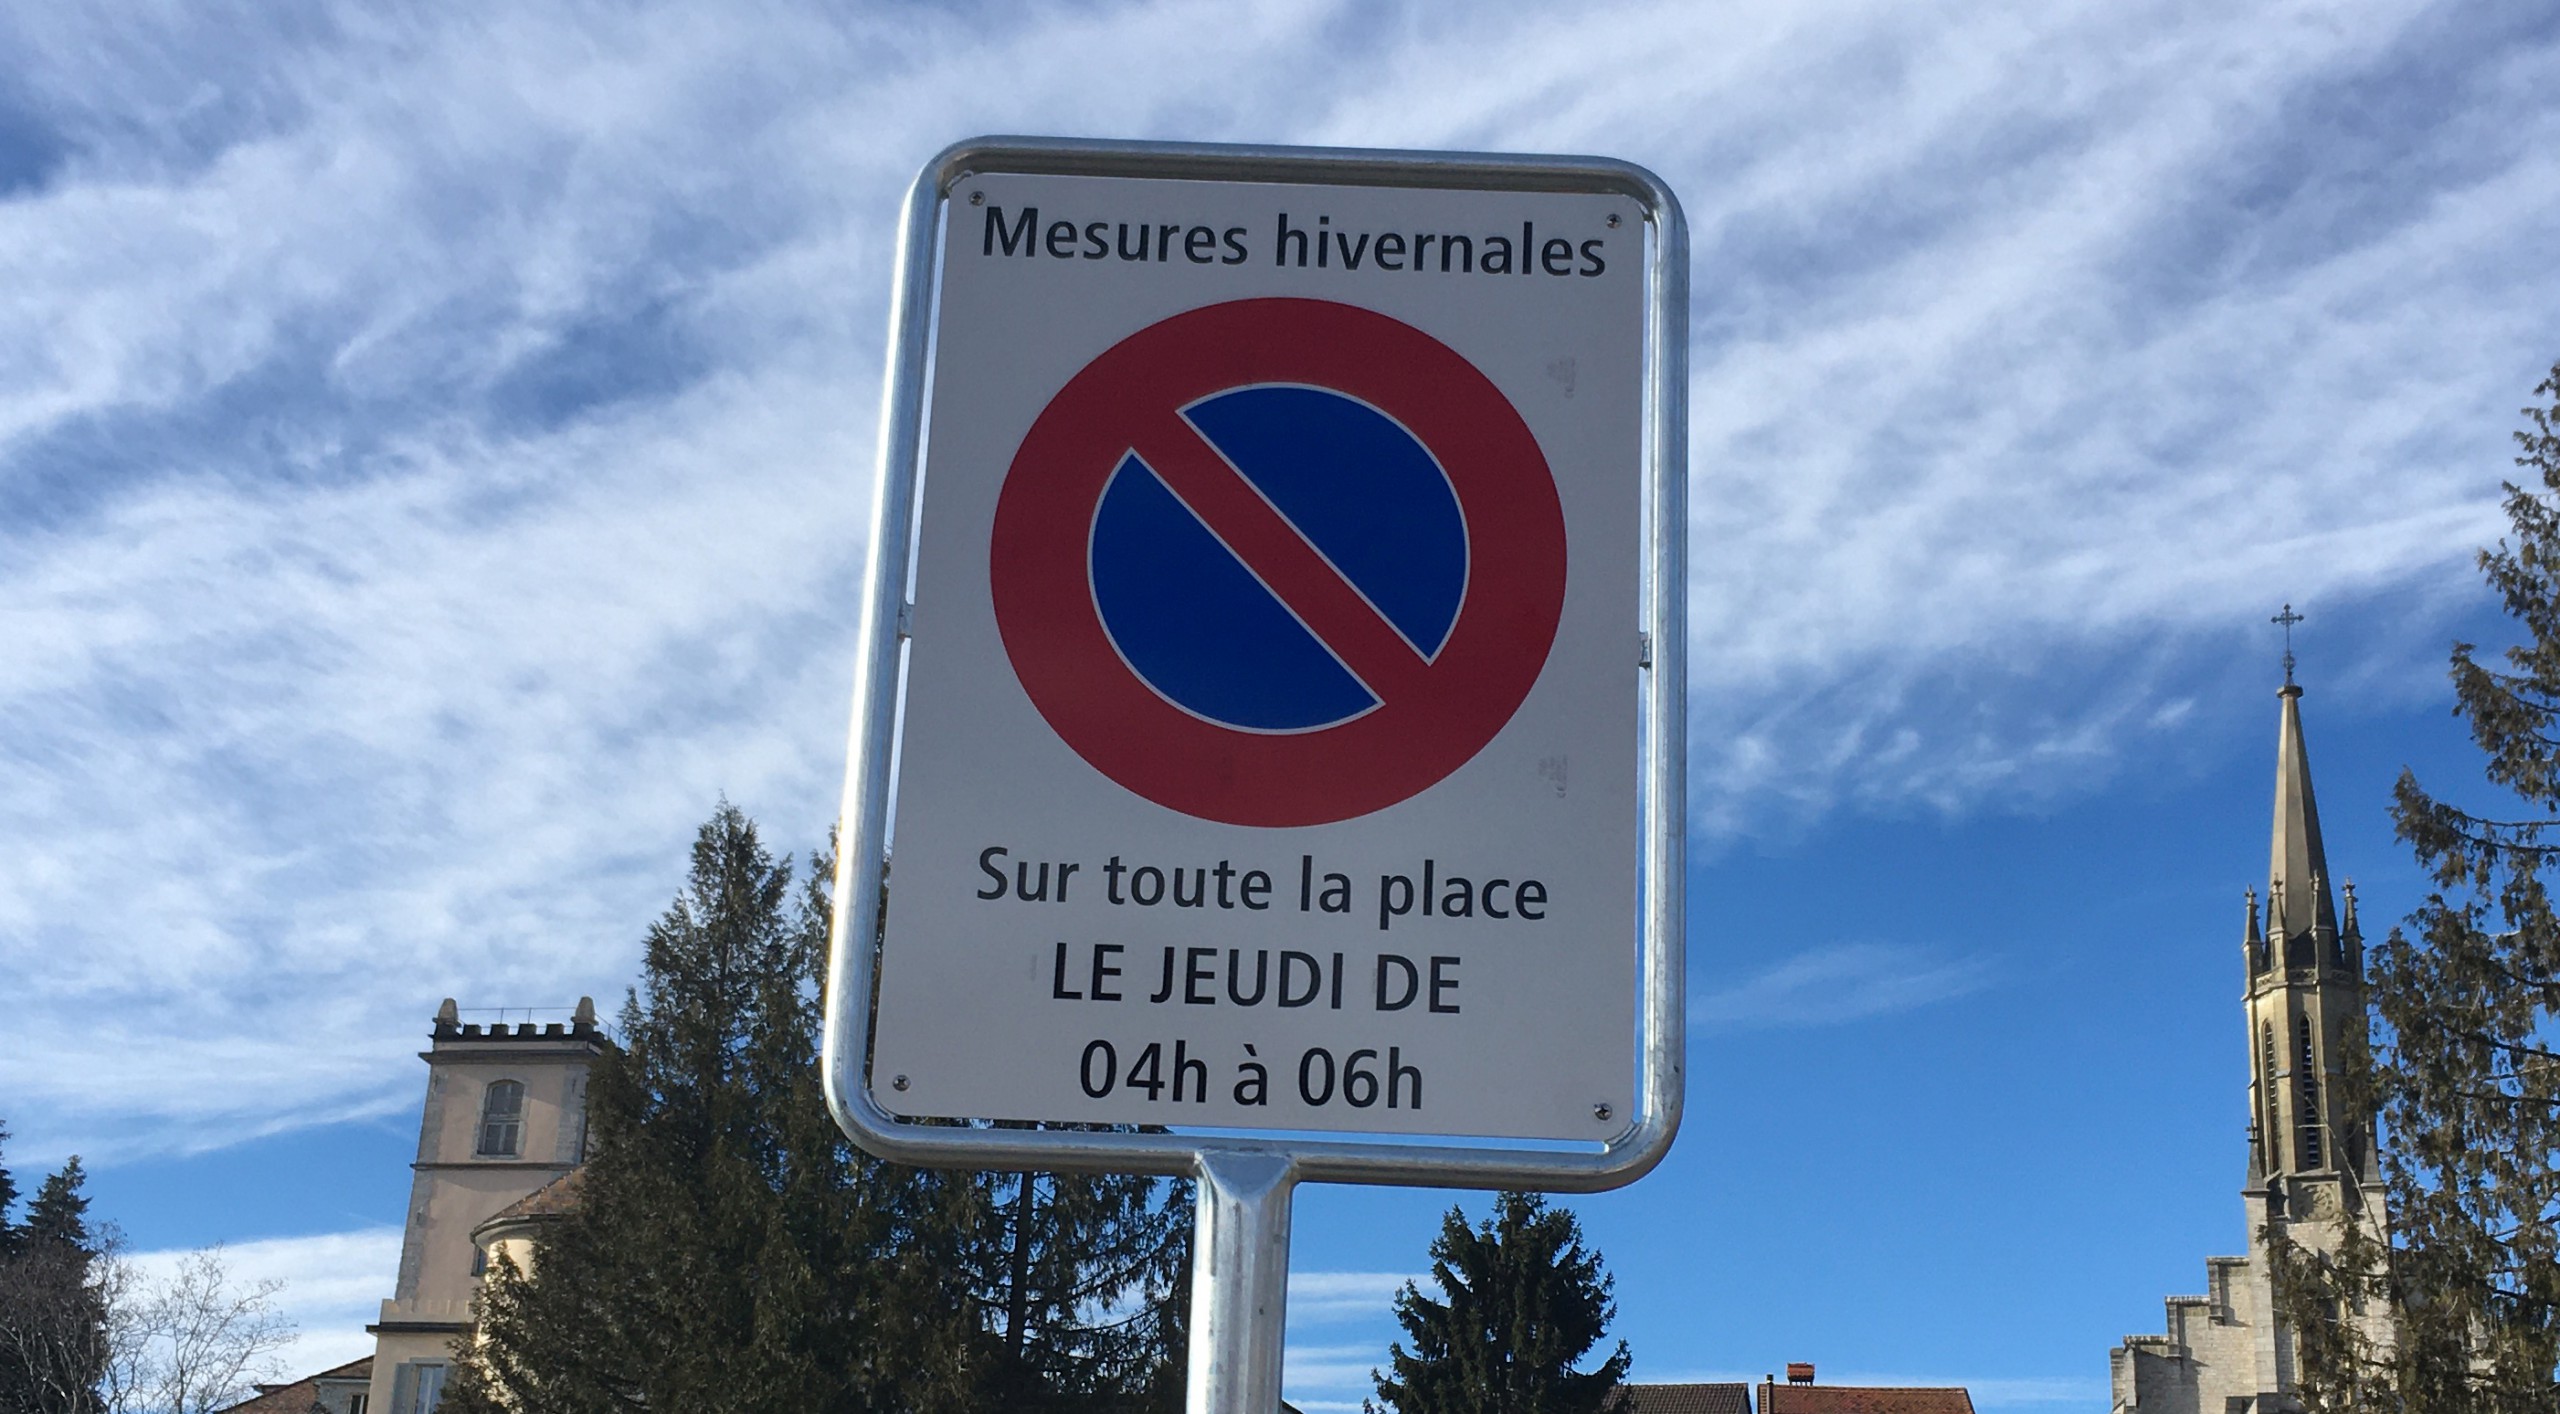 Mesures hivernales
Sur toute la place
LE JEUDI DE
04h à 06h